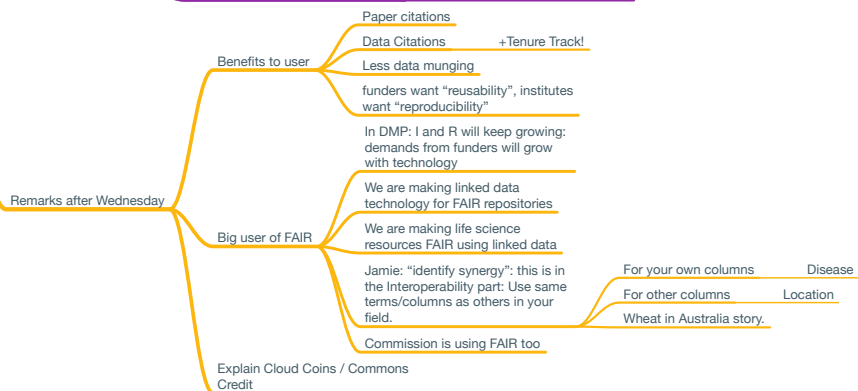 Paper citations
Data Citations
+Tenure Track!
Benefits to user
Less data munging
funders want “reusability”, institutes
want “reproducibility”
In DMP: I and R will keep growing:
demands from funders will grow
with technology
We are making linked data
technology for FAIR repositories
Remarks after Wednesday
Big user of FAIR
We are making life science
resources FAIR using linked data
Jamie: “identify synergy”: this is in
the Interoperability part: Use same
terms/columns as others in your
field.
For your own columns
Disease
For other columns
Location
Wheat in Australia story.
Commission is using FAIR too
Explain Cloud Coins / Commons
Credit